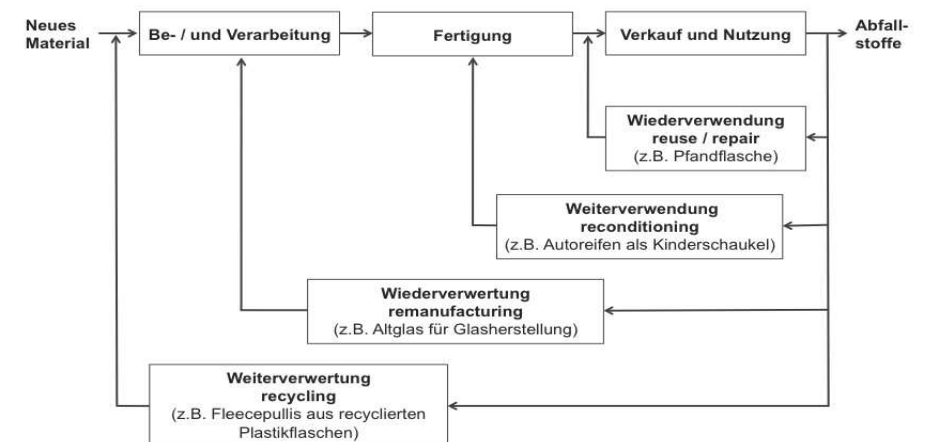 Neues
Material
Be- / und Verarbeitung
Fertigung
Verkauf und Nutzung
Abfall-
stoffe
Wiederverwendung
reuse / repair
(z.B. Pfandflasche)
Weiterverwendung
reconditioning
(z.B. Autoreifen als Kinderschaukel)
Wiederverwertung
remanufacturing
(z.B. Altglas für Glasherstellung)
Weiterverwertung
recycling
(z.B. Fleecepullis aus recyclierten
Plastikflaschen)